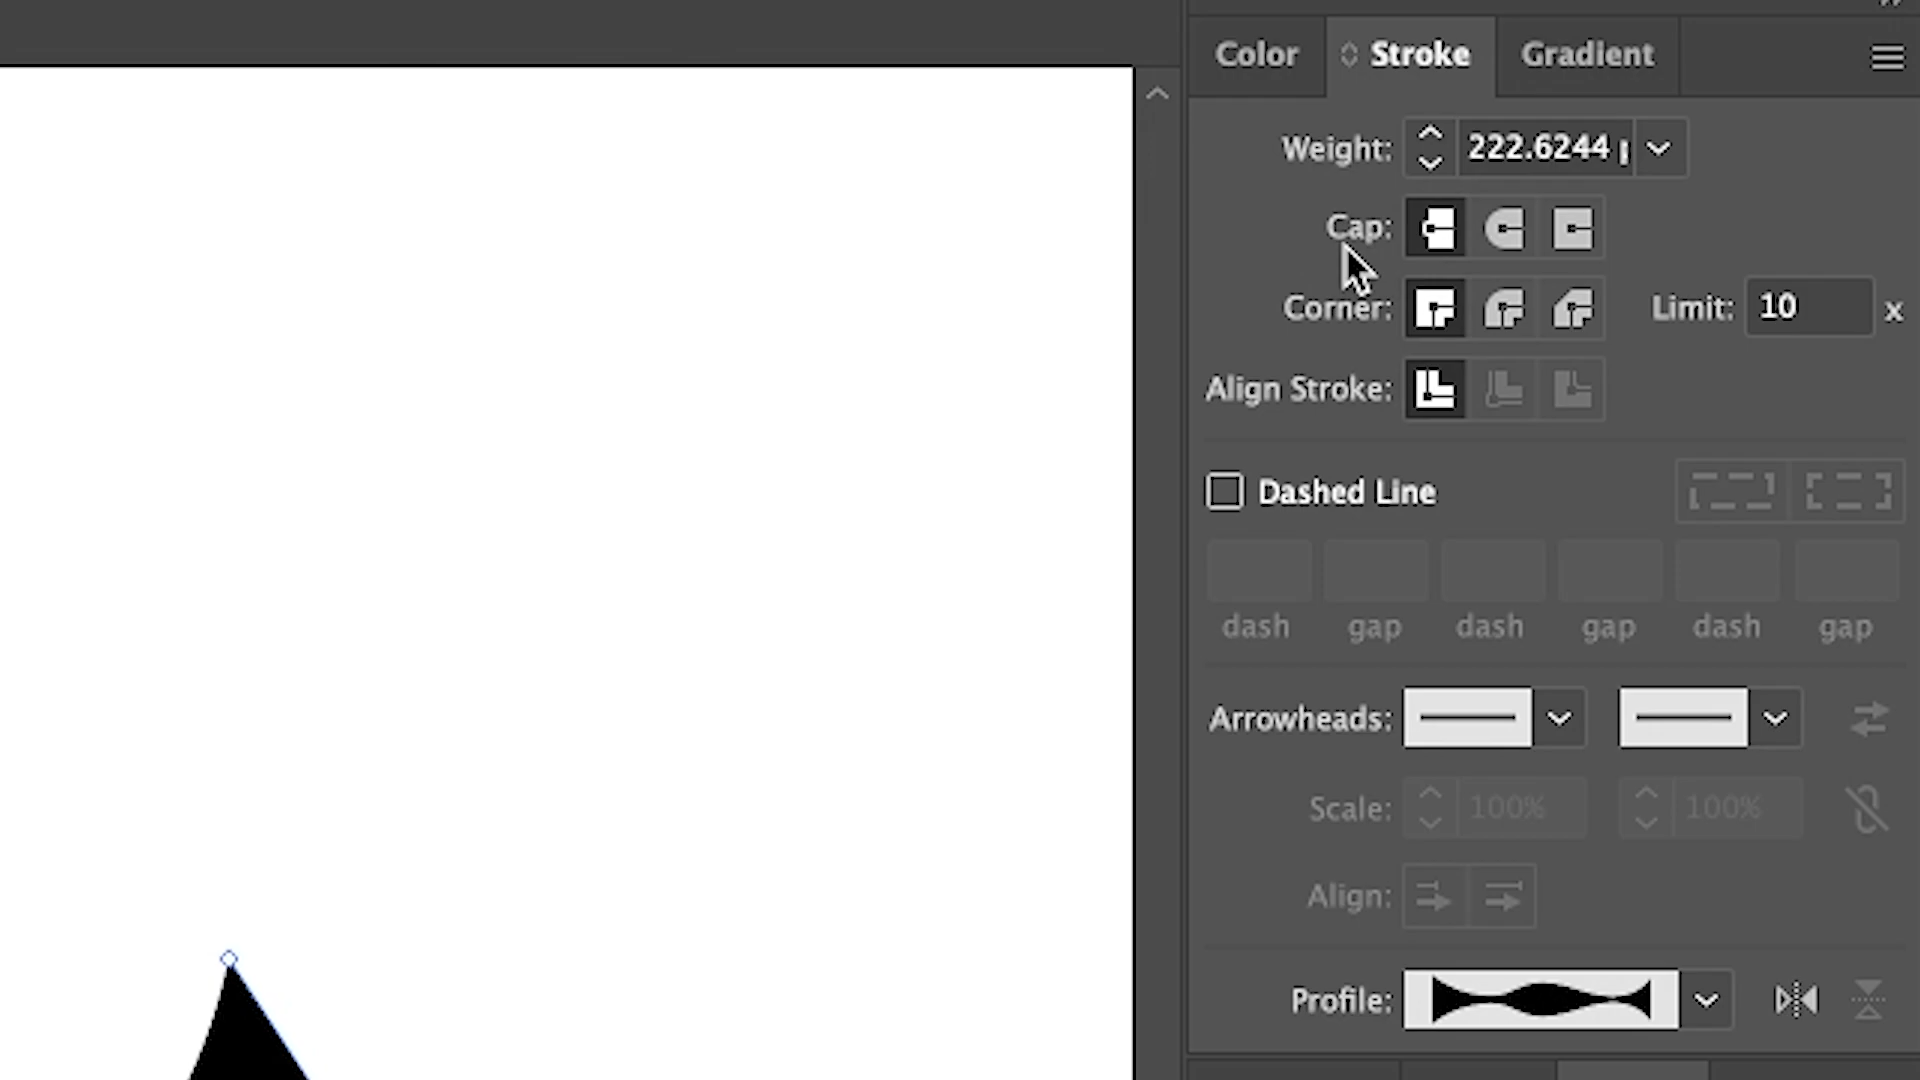 Color Stroke Gradient
Weight: 222.6244
Cap:
Corner: Limit: 10 x
Align Stroke:
Dashed Line
dash gap dash gap dash gap
Arrowheads:
Scale: 100% 100%
Align:
Profile: